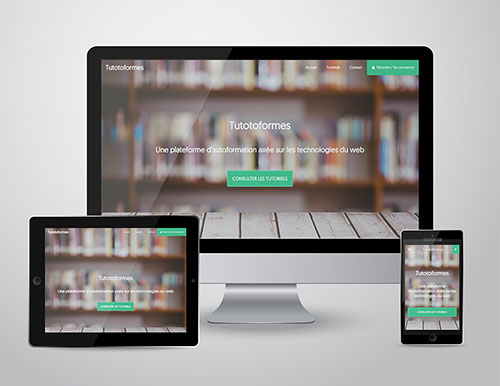 Tutotoformes
Accueil Tutoriels Contact S'inscrire / Se connecter
Tutotoformes
Une plateforme d'autoformation axée sur les technologies du web
CONSULTER LES TUTORIELS
Tutotoformes
Tutotoformes
Une plateforme d'autoformation axée sur les technologies du web
CONSULTER LES TUTORIELS
Tutotoformes
Une plateforme
d'autoformation axée sur les
technologies du web
CONSULTER LES TUTORIELS